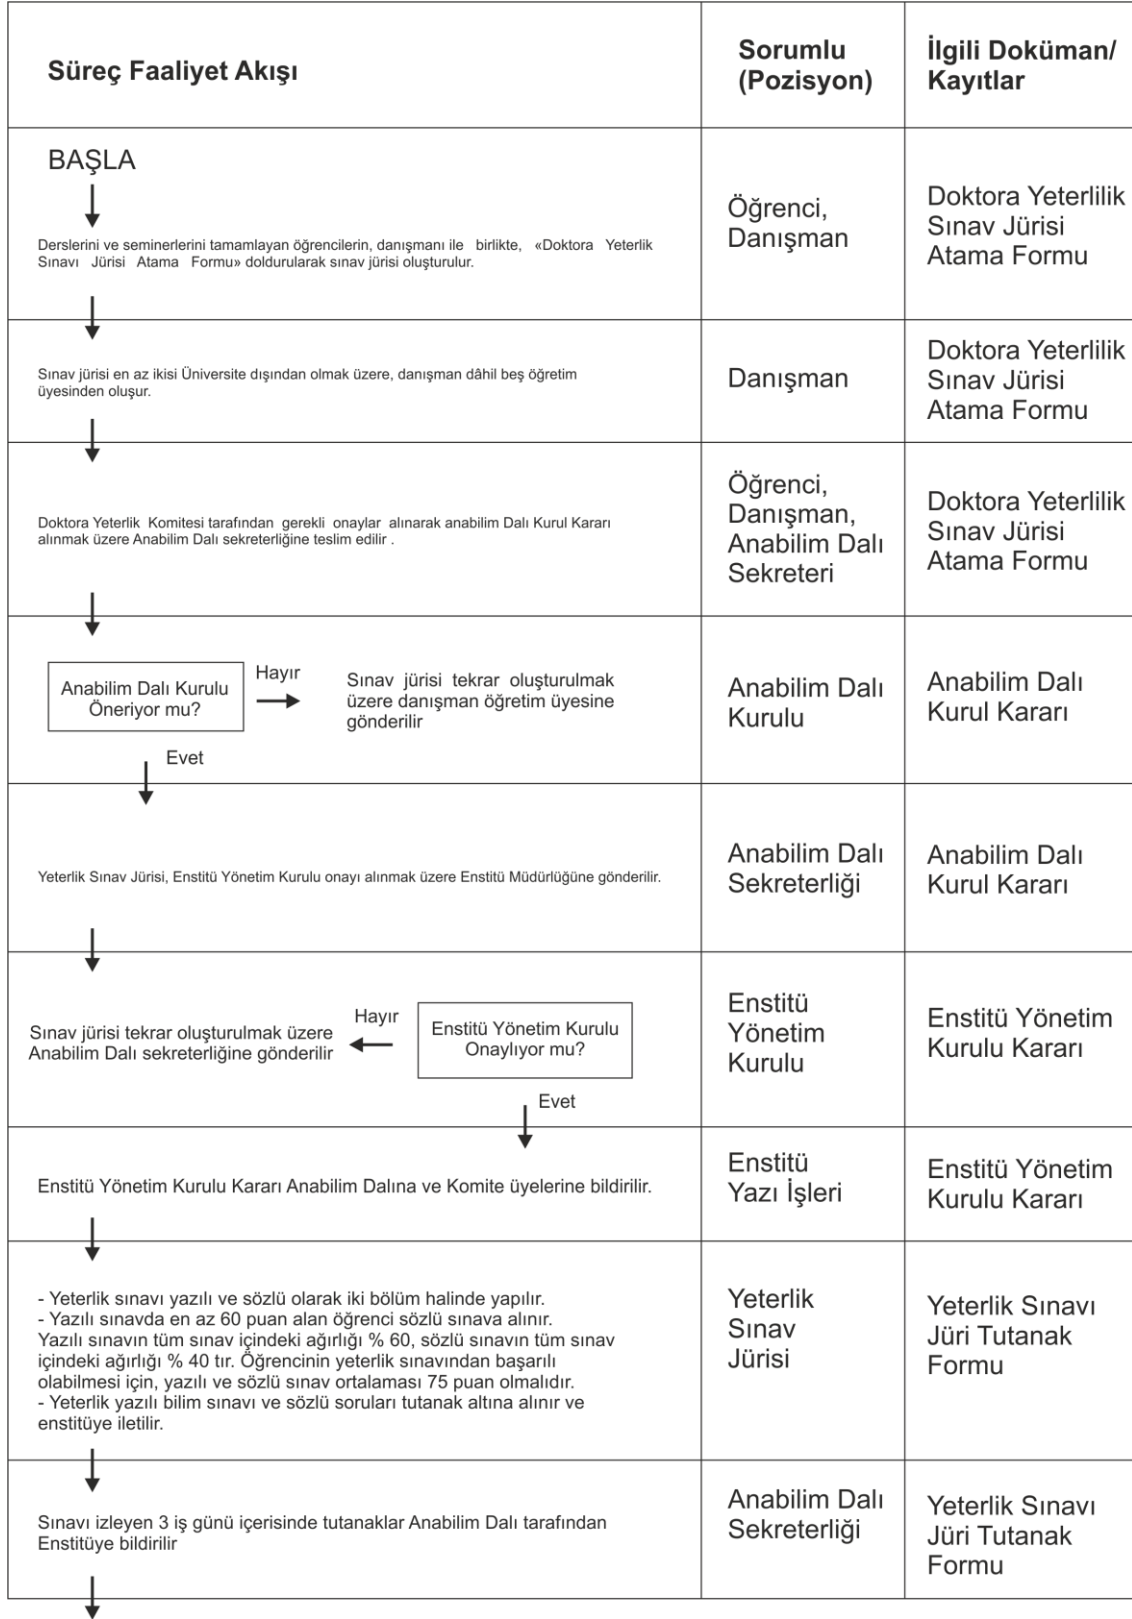 Süreç Faaliyet Akışı
Sorumlu
(Pozisyon)
İlgili Doküman/
Kayıtlar
BAŞLA
Derslerini ve seminerlerini tamamlayan öğrencilerin, danışmanı ile birlikte, «Doktora Yeterlik
Sınavı Jürisi Atama Formu» doldurularak sınav jürisi oluşturulur.
Öğrenci,
Danışman
Doktora Yeterlilik
Sınav Jürisi
Atama Formu
Sınav jürisi en az ikisi Üniversite dışından olmak üzere, danışman dâhil beş öğretim
üyesinden oluşur.
Danışman
Doktora Yeterlilik
Sınav Jürisi
Atama Formu
Doktora Yeterlik Komitesi tarafından gerekli onaylar alınarak anabilim Dalı Kurul Kararı
alınmak üzere Anabilim Dalı sekreterliğine teslim edilir .
Öğrenci,
Danışman,
Anabilim Dalı
Sekreteri
Doktora Yeterlilik
Sınav Jürisi
Atama Formu
Anabilim Dalı Kurulu
Öneriyor mu?
Hayır
Sınav jürisi tekrar oluşturulmak
üzere danışman öğretim üyesine
gönderilir
Evet
Anabilim Dalı
Kurulu
Anabilim Dalı
Kurul Kararı
Yeterlik Sınav Jürisi, Enstitü Yönetim Kurulu onayı alınmak üzere Enstitü Müdürlüğüne gönderilir.
Anabilim Dalı
Sekreterliği
Anabilim Dalı
Kurul Kararı
Sınav jürisi tekrar oluşturulmak üzere
Anabilim Dalı sekreterliğine gönderilir
Hayır
Enstitü Yönetim Kurulu
Onaylıyor mu?
Evet
Enstitü
Yönetim
Kurulu
Enstitü Yönetim
Kurulu Kararı
Enstitü Yönetim Kurulu Kararı Anabilim Dalına ve Komite üyelerine bildirilir.
Enstitü
Yazı İşleri
Enstitü Yönetim
Kurulu Kararı
- Yeterlik sınavı yazılı ve sözlü olarak iki bölüm halinde yapılır.
- Yazılı sınavda en az 60 puan alan öğrenci sözlü sınava alınır.
Yazılı sınavın tüm sınav içindeki ağırlığı % 60, sözlü sınavın tüm sınav
içindeki ağırlığı % 40 tır. Öğrencinin yeterlik sınavından başarılı
olabilmesi için, yazılı ve sözlü sınav ortalaması 75 puan olmalıdır.
- Yeterlik yazılı bilim sınavı ve sözlü soruları tutanak altına alınır ve
enstitüye iletilir.
Yeterlik
Sınav
Jürisi
Yeterlik Sınavı
Jüri Tutanak
Formu
Sınavı izleyen 3 iş günü içerisinde tutanaklar Anabilim Dalı tarafından
Enstitüye bildirilir
Anabilim Dalı
Sekreterliği
Yeterlik Sınavı
Jüri Tutanak
Formu